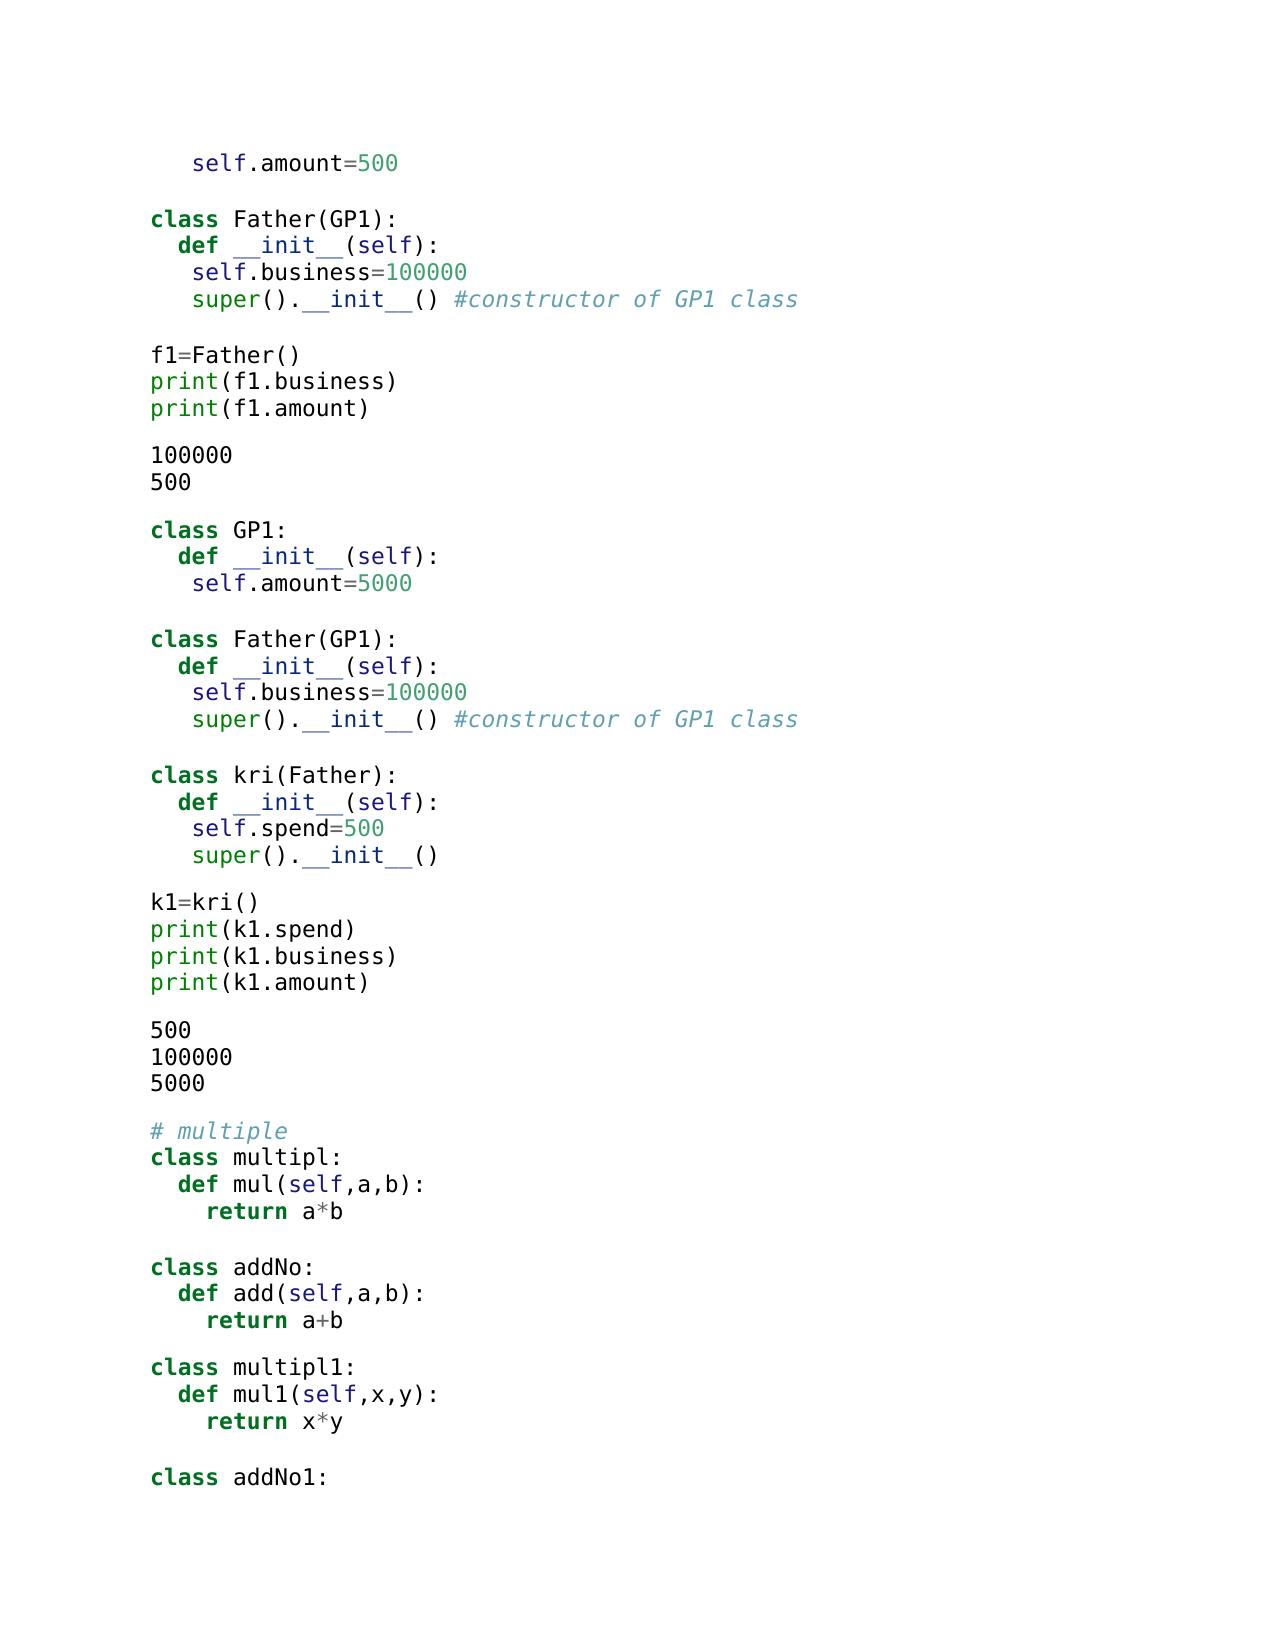 self.amount=500

class Father(GP1):
  def __init__(self):
   self.business=100000
   super().__init__() #constructor of GP1 class

f1=Father()
print(f1.business)
print(f1.amount)

100000
500

class GP1:
  def __init__(self):
   self.amount=5000

class Father(GP1):
  def __init__(self):
   self.business=100000
   super().__init__() #constructor of GP1 class

class kri(Father):
  def __init__(self):
   self.spend=500
   super().__init__()

k1=kri()
print(k1.spend)
print(k1.business)
print(k1.amount)

500
100000
5000

# multiple
class multipl:
  def mul(self,a,b):
    return a*b

class addNo:
  def add(self,a,b):
    return a+b

class multipl1:
  def mul1(self,x,y):
    return x*y

class addNo1: